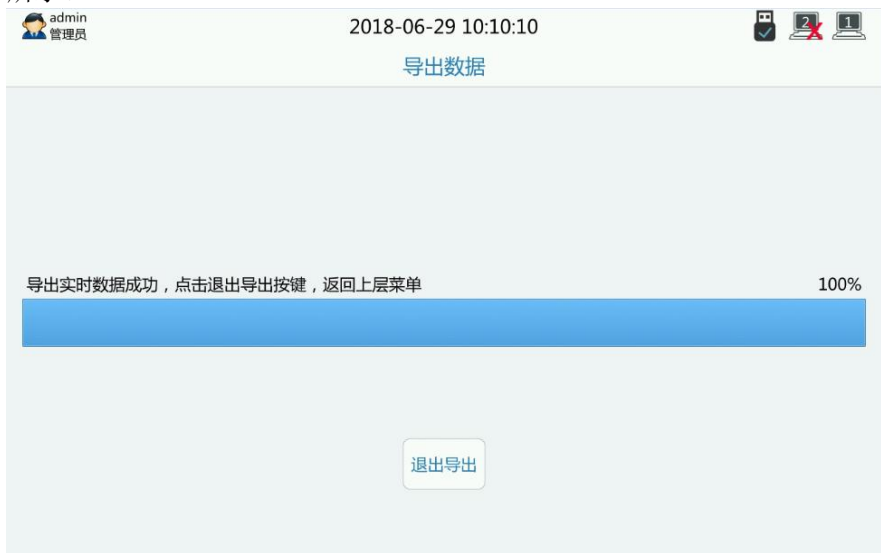 admin
管理员
2018-06-29 10:10:10
2
1
导出数据
导出实时数据成功，点击退出导出按键，返回上层菜单
100%
退出导出